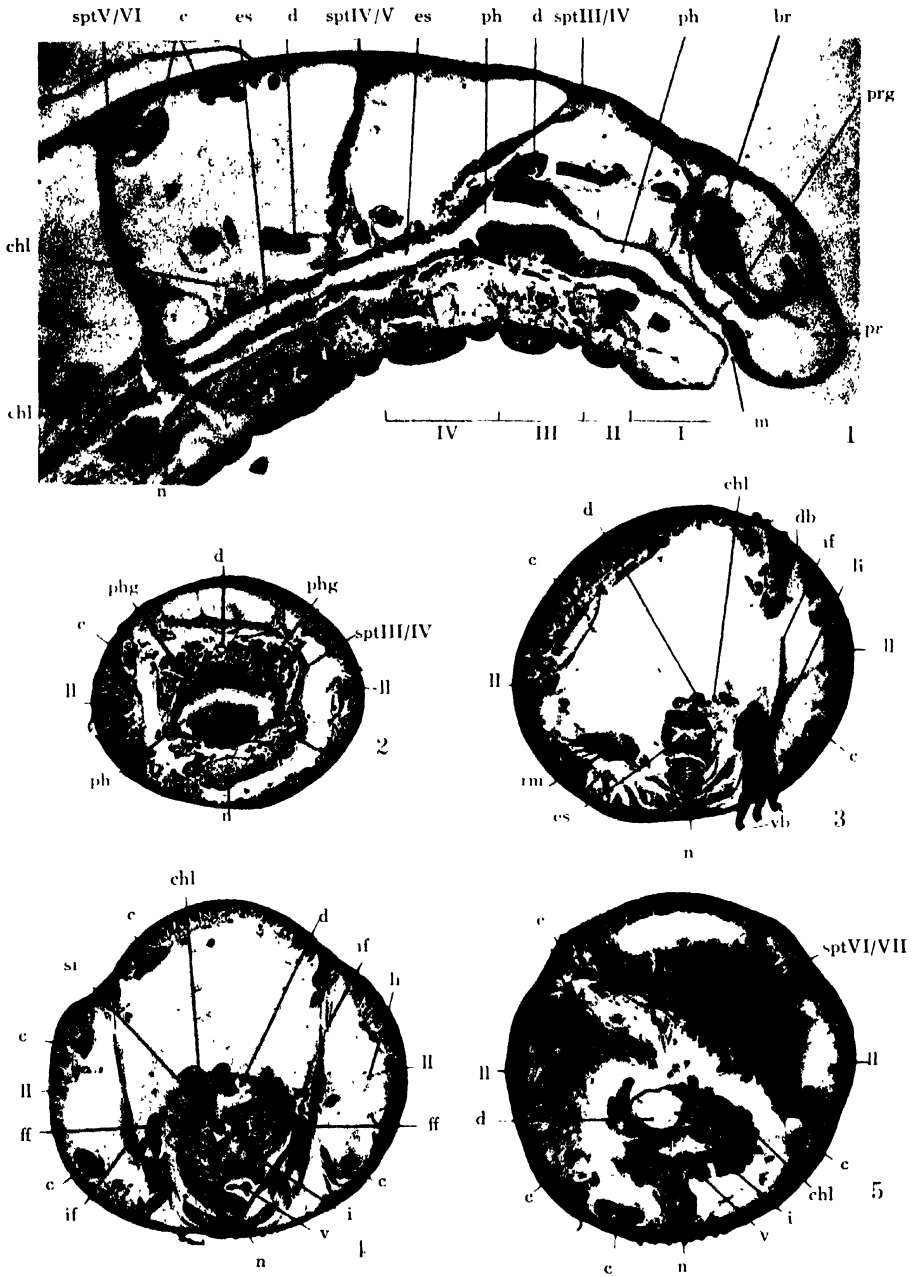 sptV/VI c es d sptIV/V es ph d sptIII/IV ph br
prg
chl
pr
chl
IV III II I m 1
n
chl
d db
d c if
phg phg li
c sptIII/IV
ll ll ll ll
2
ph rm c
n es vb 3
n
chl
c d c
sptVI/VII
st if
li
c
ll ll ll ll
d
ff ff
c c c
if i c chl 5
v i
4 v
n c n